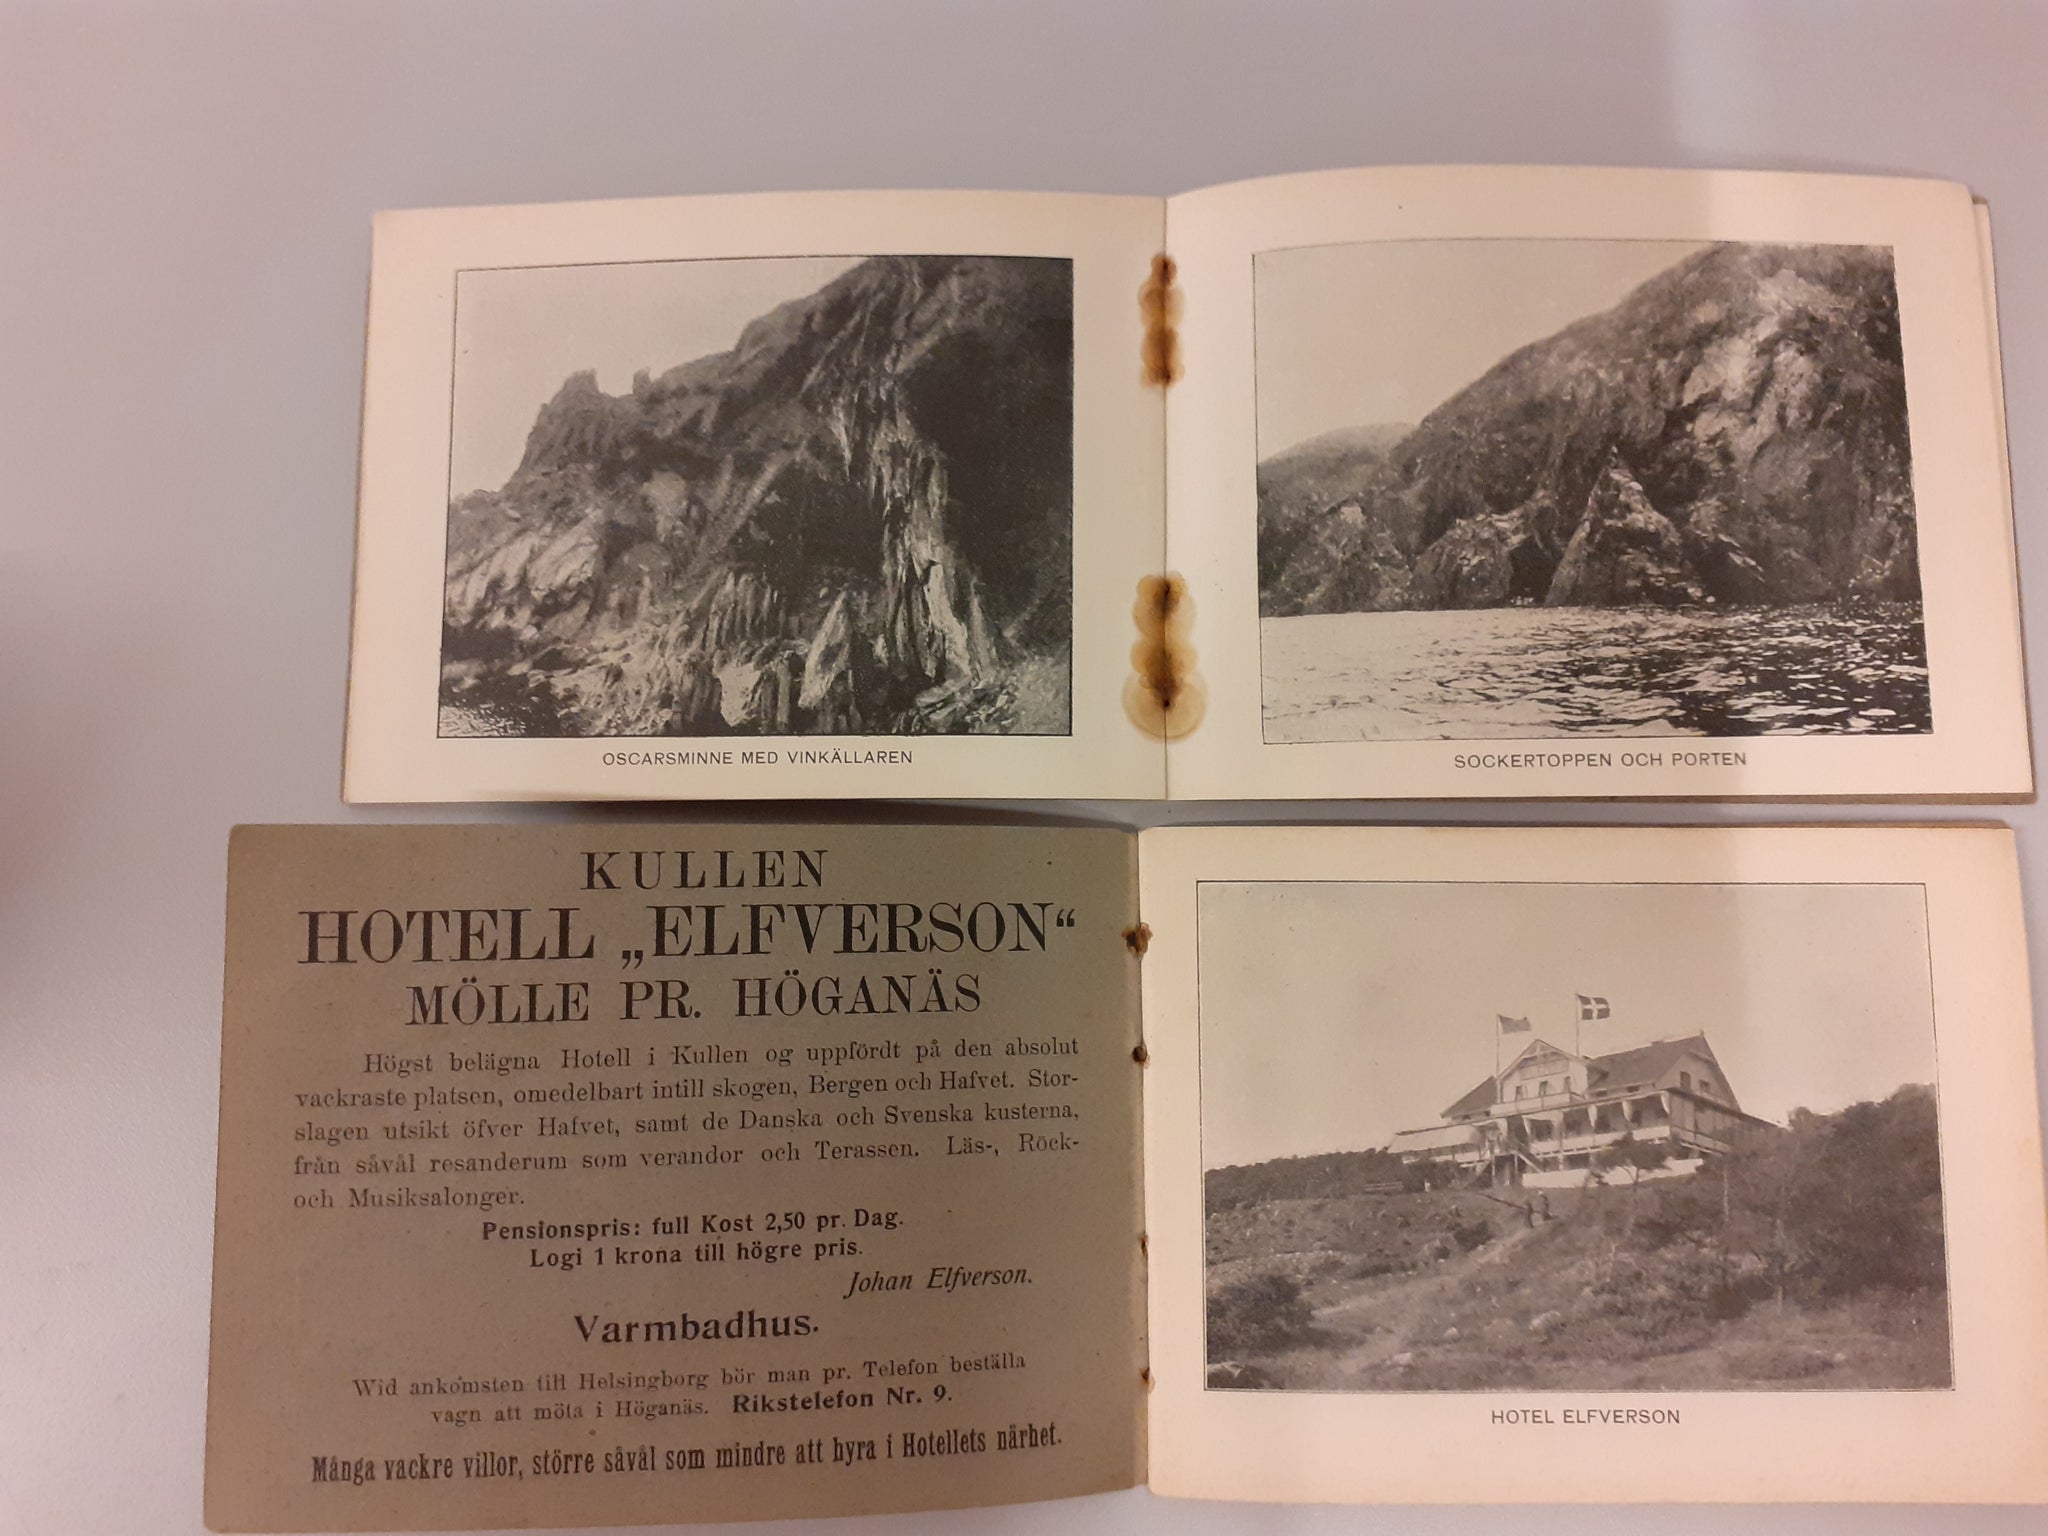 OSCARSMINNE MED VINKÄLLAREN
SOCKERTOPPEN OCH PORTEN
KULLEN
HOTELL „ELFVERSON“
MÖLLE PR. HÖGANÄS
Högst belägna Hotell i Kullen og uppfördt på den absolut
vackraste platsen, omedelbart intill skogen, Bergen och Hafvet. Stor-
slagen utsikt öfver Hafvet, samt de Danska och Svenska kusterna,
från såväl resanderum som verandor och Terassen. Läs-, Röck-
och Musiksalonger.
Pensionspris: full Kost 2,50 pr. Dag.
Logi 1 krona till högre pris.
Johan Elfverson.
Varmbadhus.
Wid ankomsten till Helsingborg bör man pr. Telefon beställa
vagn att möta i Höganäs. Rikstelefon Nr. 9.
Många vackre villor, större såväl som mindre att hyra i Hotellets närhet.
HOTEL ELFVERSON